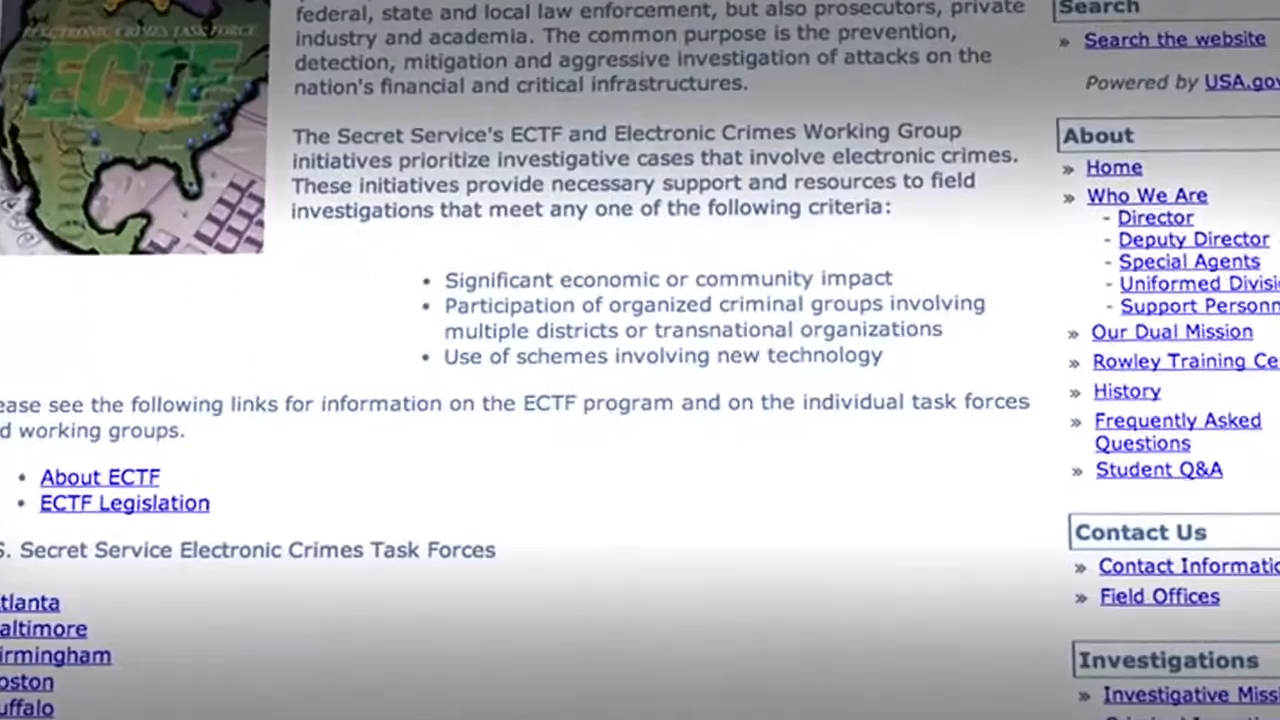 ELECTRONIC CRIMES TASK FORCE
ECTF
federal, state and local law enforcement, but also prosecutors, private
industry and academia. The common purpose is the prevention,
detection, mitigation and aggressive investigation of attacks on the
nation's financial and critical infrastructures.
The Secret Service's ECTF and Electronic Crimes Working Group
initiatives prioritize investigative cases that involve electronic crimes.
These initiatives provide necessary support and resources to field
investigations that meet any one of the following criteria:
• Significant economic or community impact
• Participation of organized criminal groups involving
multiple districts or transnational organizations
• Use of schemes involving new technology
ease see the following links for information on the ECTF program and on the individual task forces
d working groups.
• About ECTF
• ECTF Legislation
S. Secret Service Electronic Crimes Task Forces
tlanta
altimore
irmingham
oston
uffalo
Search
» Search the website
Powered by USA.gov
About
» Home
» Who We Are
- Director
- Deputy Director
- Special Agents
- Uniformed Divisi
- Support Personn
» Our Dual Mission
» Rowley Training Ce
» History
» Frequently Asked
Questions
» Student Q&A
Contact Us
» Contact Informatio
» Field Offices
Investigations
» Investigative Missi